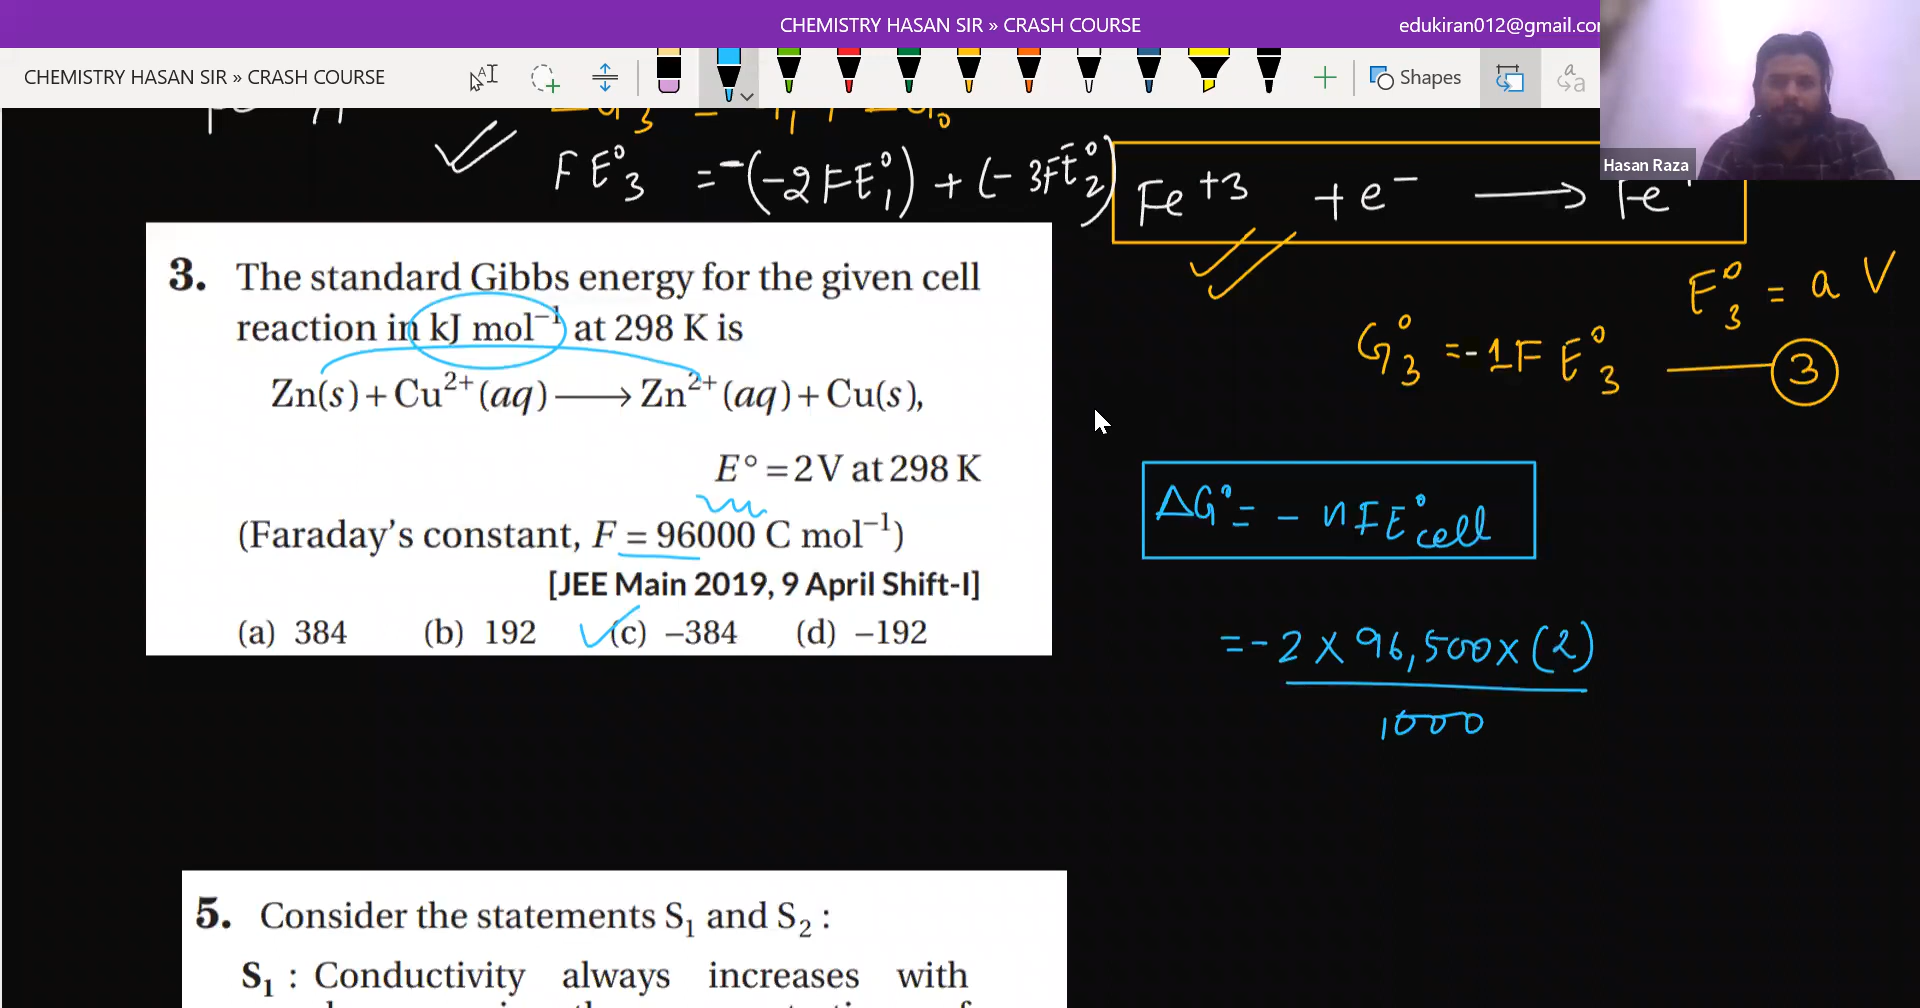 CHEMISTRY HASAN SIR » CRASH COURSE
edukiran012@gmail.co
CHEMISTRY HASAN SIR » CRASH COURSE
Shapes
Hasan Raza
FE°₃ = -(-2FE°₁) + (-3FE°₂)
Fe⁺³ + e⁻ ⟶ Fe⁺
3. The standard Gibbs energy for the given cell
reaction in kJ mol⁻¹ at 298 K is
Zn(s) + Cu²⁺(aq) ⟶ Zn²⁺(aq) + Cu(s),
E° = 2 V at 298 K
(Faraday's constant, F = 96000 C mol⁻¹)
[JEE Main 2019, 9 April Shift-I]
(a) 384 (b) 192 (c) –384 (d) –192
E°₃ = a V
G°₃ = -1F E°₃ —— 3
ΔG° = - nFE°cell
= - 2 × 96,500 × (2)
1000
5. Consider the statements S₁ and S₂ :
S₁ : Conductivity always increases with